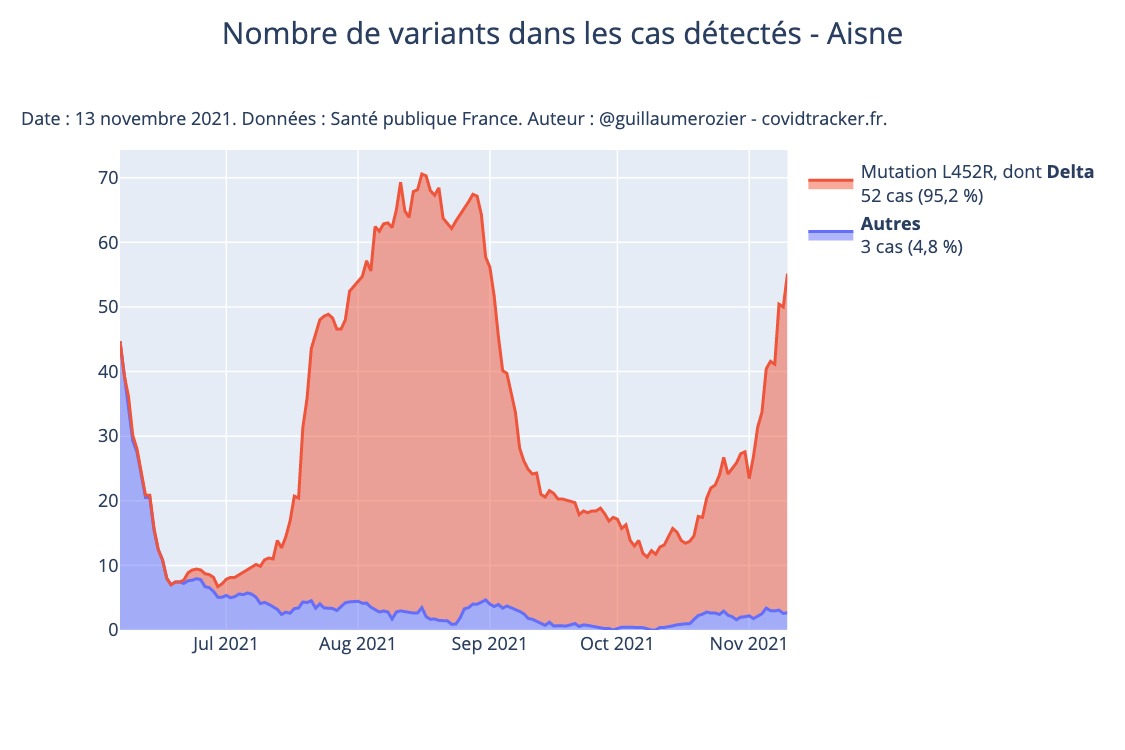 Nombre de variants dans les cas détectés - Aisne
Date : 13 novembre 2021. Données : Santé publique France. Auteur : @guillaumerozier - covidtracker.fr.
Mutation L452R, dont Delta
52 cas (95,2 %)
Autres
3 cas (4,8 %)
70
60
50
40
30
20
10
0
Jul 2021
Aug 2021
Sep 2021
Oct 2021
Nov 2021